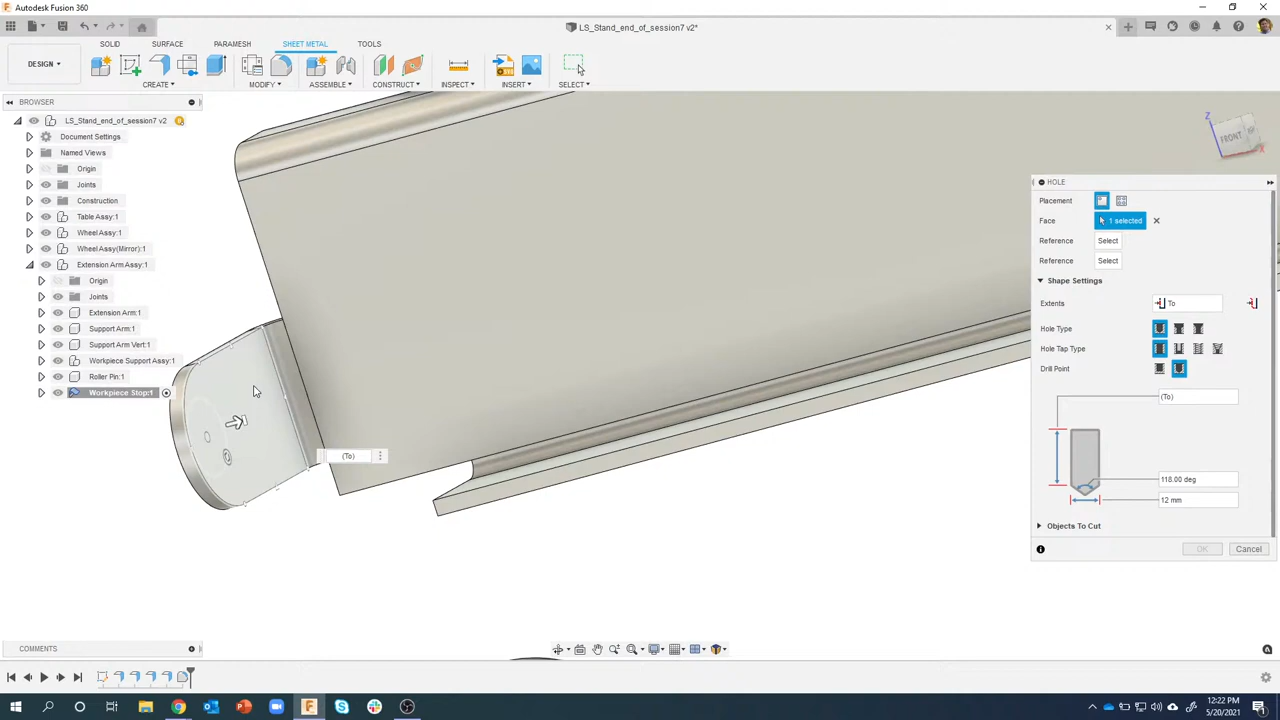 Autodesk Fusion 360
LS_Stand_end_of_session7 v2*
SOLID SURFACE PARAMESH SHEET METAL TOOLS
DESIGN
CREATE MODIFY ASSEMBLE CONSTRUCT INSPECT INSERT SELECT
BROWSER
LS_Stand_end_of_session7 v2
Document Settings
Named Views
Origin
Joints
Construction
Table Assy:1
Wheel Assy:1
Wheel Assy(Mirror):1
Extension Arm Assy:1
Origin
Joints
Extension Arm:1
Support Arm:1
Support Arm Vert:1
Workpiece Support Assy:1
Roller Pin:1
Workpiece Stop:1
(To)
Z
FRONT
X
HOLE
Placement
Face 1 selected
Reference Select
Reference Select
Shape Settings
Extents To
Hole Type
Hole Tap Type
Drill Point
(To)
118.00 deg
12 mm
Objects To Cut
OK Cancel
COMMENTS
12:22 PM
5/20/2021